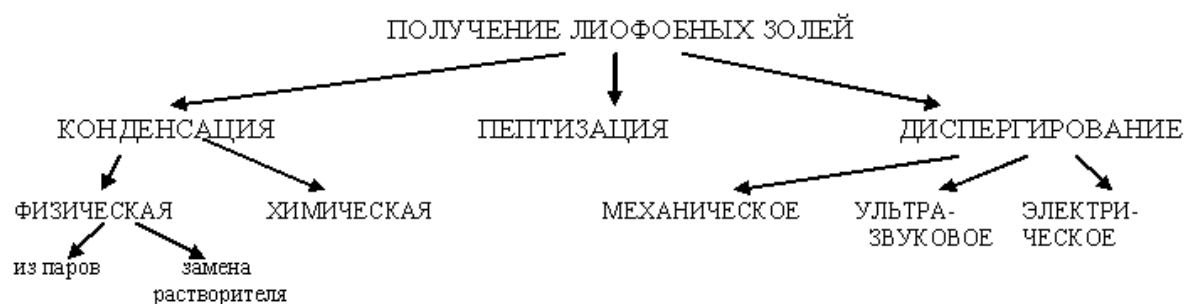 ПОЛУЧЕНИЕ ЛИОФОБНЫХ ЗОЛЕЙ
КОНДЕНСАЦИЯ
ПЕПТИЗАЦИЯ
ДИСПЕРГИРОВАНИЕ
ФИЗИЧЕСКАЯ
ХИМИЧЕСКАЯ
МЕХАНИЧЕСКОЕ
УЛЬТРА-
ЗВУКОВОЕ
ЭЛЕКТРИ-
ЧЕСКОЕ
из паров
замена
растворителя